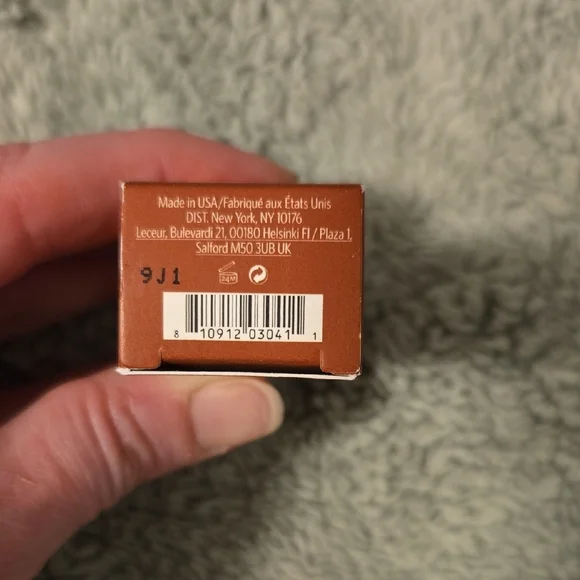 Made in USA/Fabriqué aux États Unis
DIST. New York, NY 10176
Leceur, Bulevardi 21, 00180 Helsinki FI / Plaza 1,
Salford M50 3UB UK
9J1
24M
8 10912 03041 1